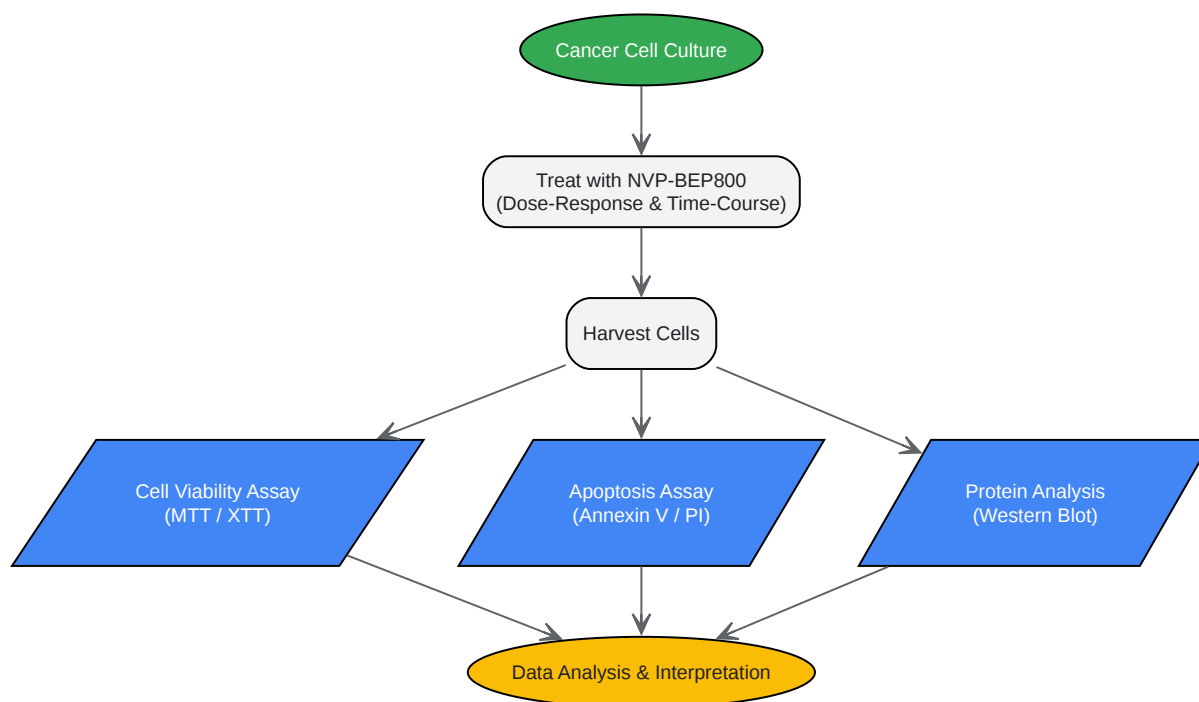 Cancer Cell Culture
Treat with NVP-BEP800
(Dose-Response & Time-Course)
Harvest Cells
Cell Viability Assay
(MTT / XTT)
Apoptosis Assay
(Annexin V / PI)
Protein Analysis
(Western Blot)
Data Analysis & Interpretation